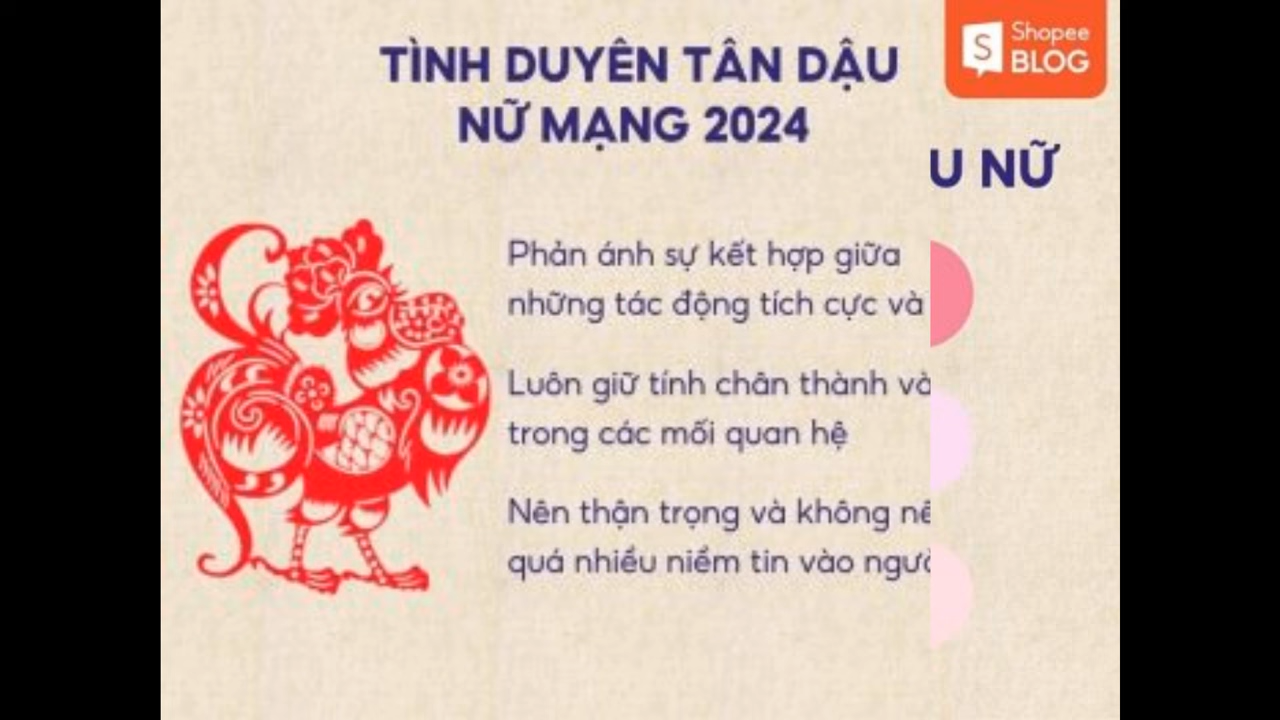 Shopee
BLOG
TÌNH DUYÊN TÂN DẬU
NỮ MẠNG 2024
U NỮ
Phản ánh sự kết hợp giữa
những tác động tích cực và
Luôn giữ tính chân thành và
trong các mối quan hệ
Nên thận trọng và không
quá nhiều niềm tin vào